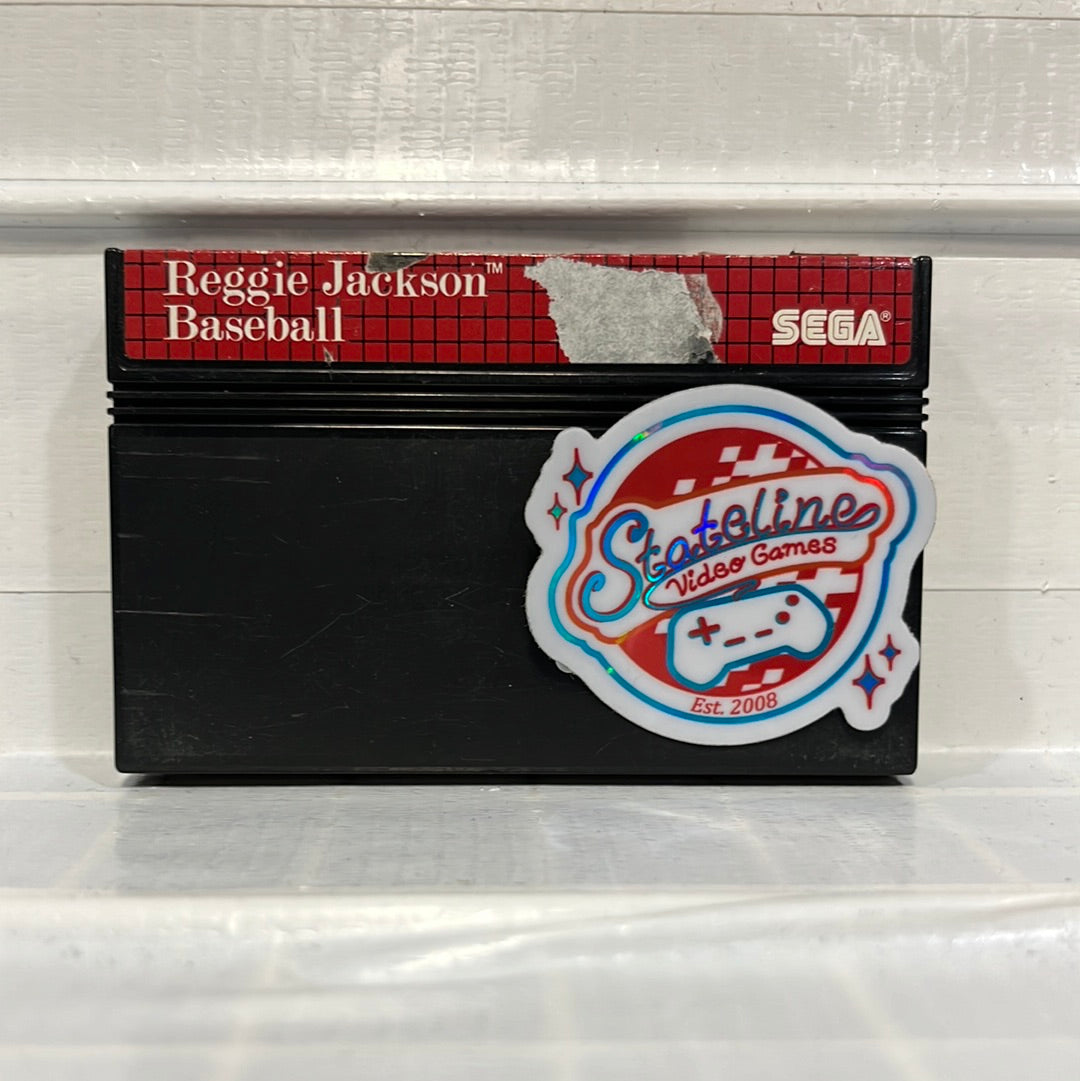 Reggie Jackson™
Baseball
SEGA®
Stateline
Video Games
Est. 2008